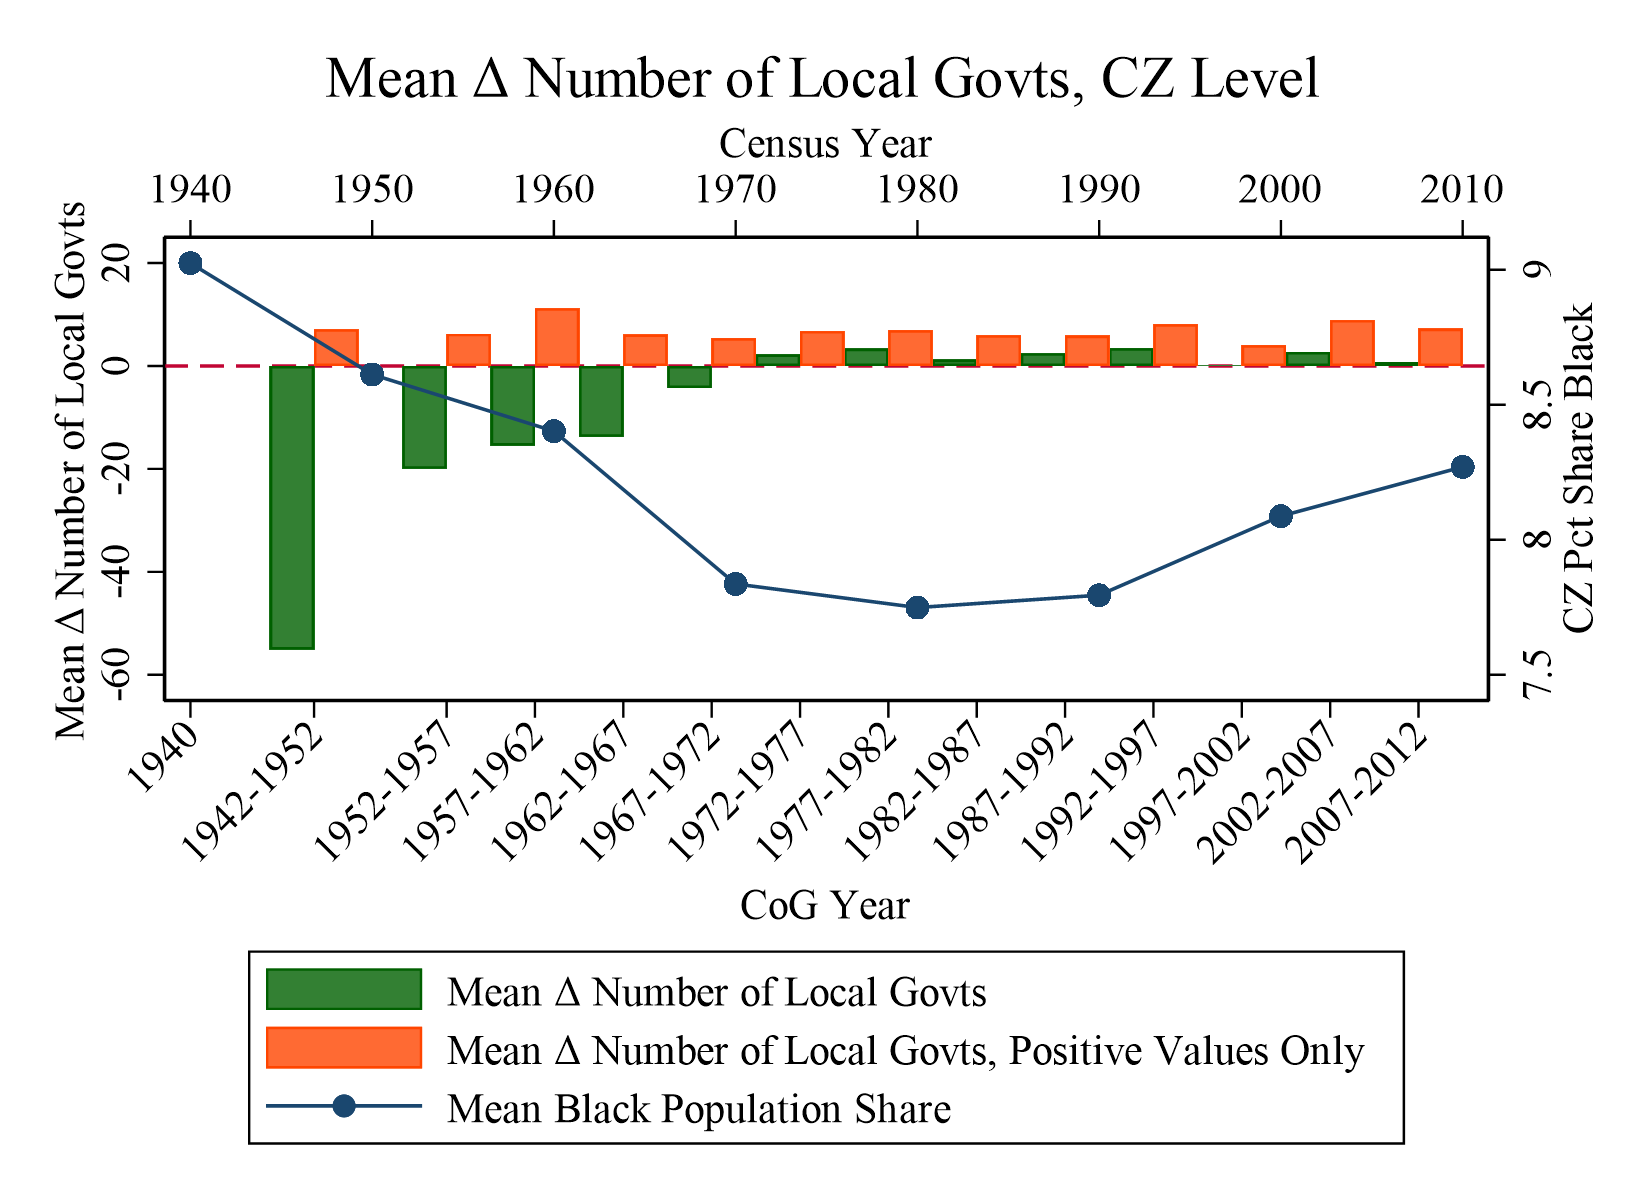 Mean Δ Number of Local Govts, CZ Level
Census Year
1940 1950 1960 1970 1980 1990 2000 2010
Mean Δ Number of Local Govts
20
0
-20
-40
-60
9
8.5
8
7.5
CZ Pct Share Black
1940
1942-1952
1952-1957
1957-1962
1962-1967
1967-1972
1972-1977
1977-1982
1982-1987
1987-1992
1992-1997
1997-2002
2002-2007
2007-2012
CoG Year
Mean Δ Number of Local Govts
Mean Δ Number of Local Govts, Positive Values Only
Mean Black Population Share